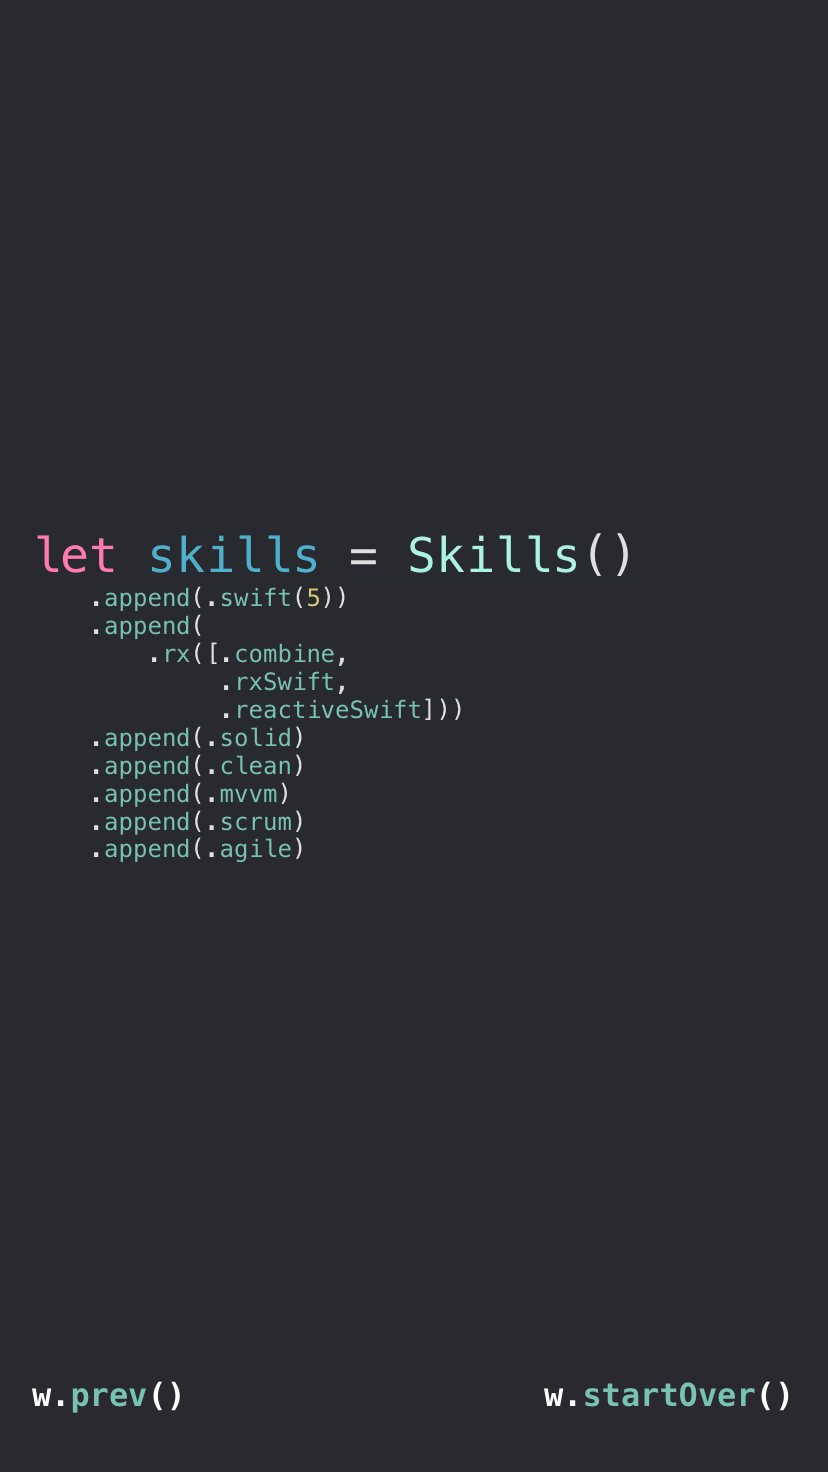 let skills = Skills()
.append(.swift(5))
.append(
.rx([.combine,
.rxSwift,
.reactiveSwift]))
.append(.solid)
.append(.clean)
.append(.mvvm)
.append(.scrum)
.append(.agile)
w.prev()
w.startOver()